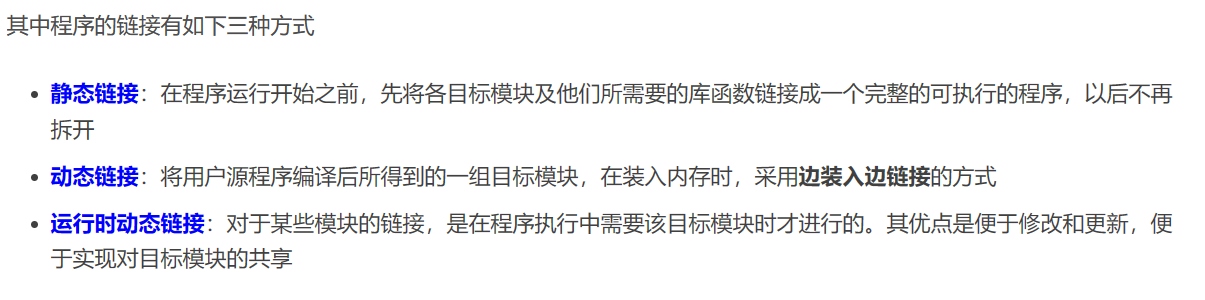 其中程序的链接有如下三种方式
• 静态链接：在程序运行开始之前，先将各目标模块及他们所需要的库函数链接成一个完整的可执行的程序，以后不再
拆开
• 动态链接：将用户源程序编译后所得到的一组目标模块，在装入内存时，采用边装入边链接的方式
• 运行时动态链接：对于某些模块的链接，是在程序执行中需要该目标模块时才进行的。其优点是便于修改和更新，便
于实现对目标模块的共享